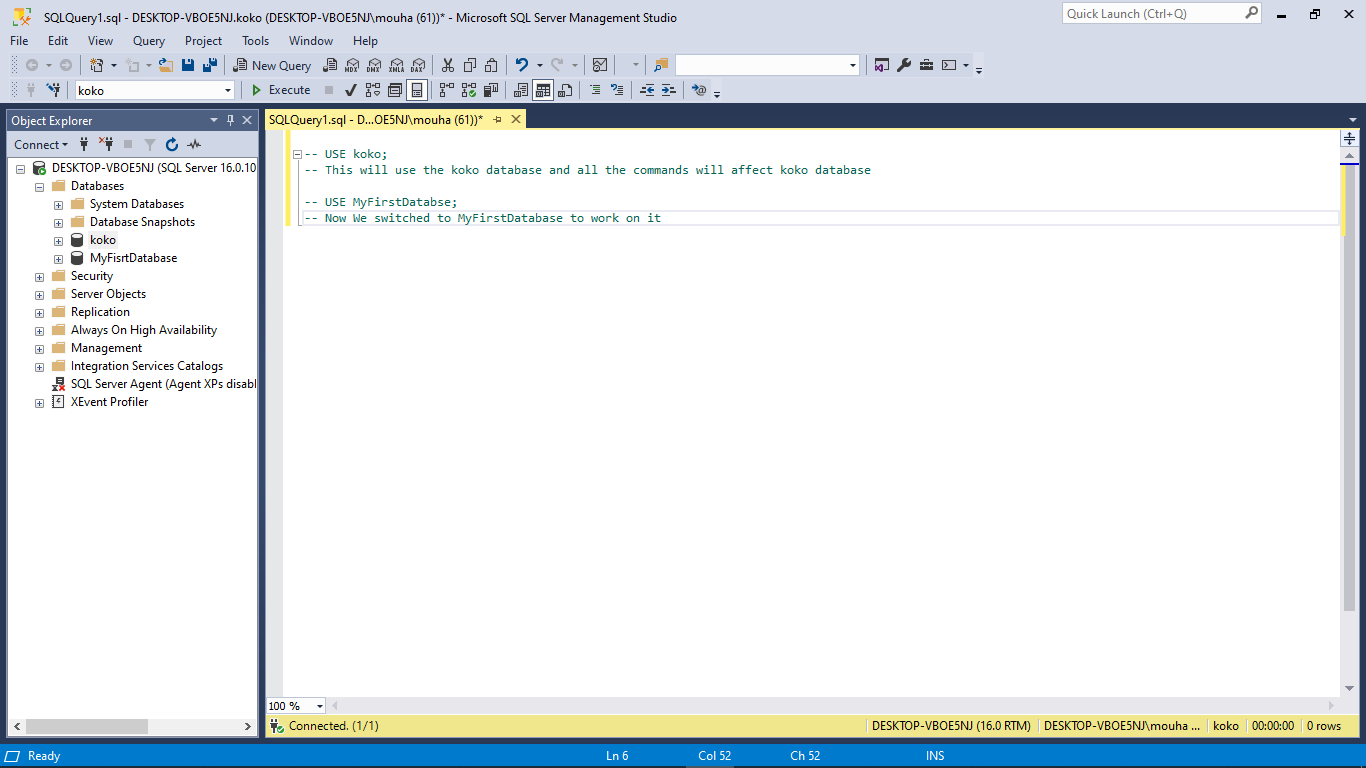 SQLQuery1.sql - DESKTOP-VBOE5NJ.koko (DESKTOP-VBOE5NJ\mouha (61))* - Microsoft SQL Server Management Studio
Quick Launch (Ctrl+Q)
File Edit View Query Project Tools Window Help
New Query MDX DMX XMLA DAX
koko Execute
Object Explorer
Connect
DESKTOP-VBOE5NJ (SQL Server 16.0.10
Databases
System Databases
Database Snapshots
koko
MyFisrtDatabase
Security
Server Objects
Replication
Always On High Availability
Management
Integration Services Catalogs
SQL Server Agent (Agent XPs disabl
XEvent Profiler
SQLQuery1.sql - D...OE5NJ\mouha (61))*
-- USE koko;
-- This will use the koko database and all the commands will affect koko database
-- USE MyFirstDatabse;
-- Now We switched to MyFirstDatabase to work on it
100 %
Connected. (1/1) DESKTOP-VBOE5NJ (16.0 RTM) DESKTOP-VBOE5NJ\mouha ... koko 00:00:00 0 rows
Ready Ln 6 Col 52 Ch 52 INS